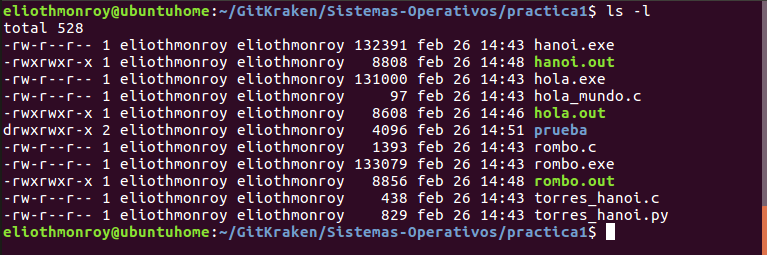 eliothmonroy@ubuntuhome:~/GitKraken/Sistemas-Operativos/practica1$ ls -l
total 528
-rw-r--r-- 1 eliothmonroy eliothmonroy 132391 feb 26 14:43 hanoi.exe
-rwxrwxr-x 1 eliothmonroy eliothmonroy   8808 feb 26 14:48 hanoi.out
-rw-r--r-- 1 eliothmonroy eliothmonroy 131000 feb 26 14:43 hola.exe
-rw-r--r-- 1 eliothmonroy eliothmonroy     97 feb 26 14:43 hola_mundo.c
-rwxrwxr-x 1 eliothmonroy eliothmonroy   8608 feb 26 14:46 hola.out
drwxrwxr-x 2 eliothmonroy eliothmonroy   4096 feb 26 14:51 prueba
-rw-r--r-- 1 eliothmonroy eliothmonroy   1393 feb 26 14:43 rombo.c
-rw-r--r-- 1 eliothmonroy eliothmonroy 133079 feb 26 14:43 rombo.exe
-rwxrwxr-x 1 eliothmonroy eliothmonroy   8856 feb 26 14:48 rombo.out
-rw-r--r-- 1 eliothmonroy eliothmonroy    438 feb 26 14:43 torres_hanoi.c
-rw-r--r-- 1 eliothmonroy eliothmonroy    829 feb 26 14:43 torres_hanoi.py
eliothmonroy@ubuntuhome:~/GitKraken/Sistemas-Operativos/practica1$